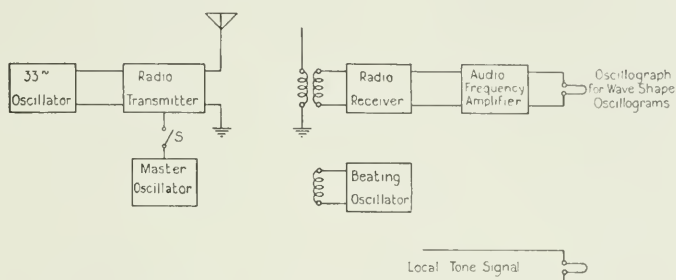 33~
Oscillator
Radio
Transmitter
S
Master
Oscillator
Radio
Receiver
Audio
Frequency
Amplifier
Oscillograph
for Wave Shape
Oscillograms
Beating
Oscillator
Local Tone Signal